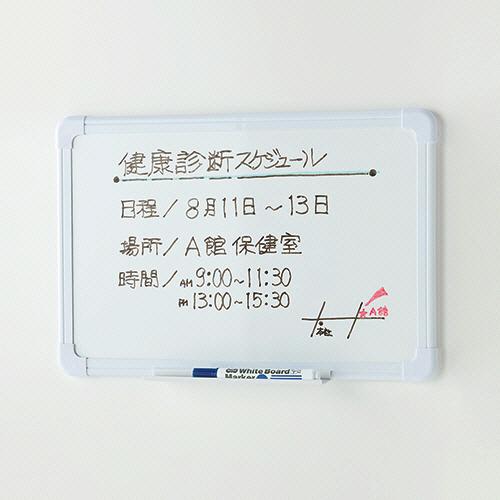 健康診断スケジュール
日程/8月11日～13日
場所/A館 保健室
時間/AM 9:00～11:30
PM 13:00～15:30
☆A館
本社
White Board
Marker